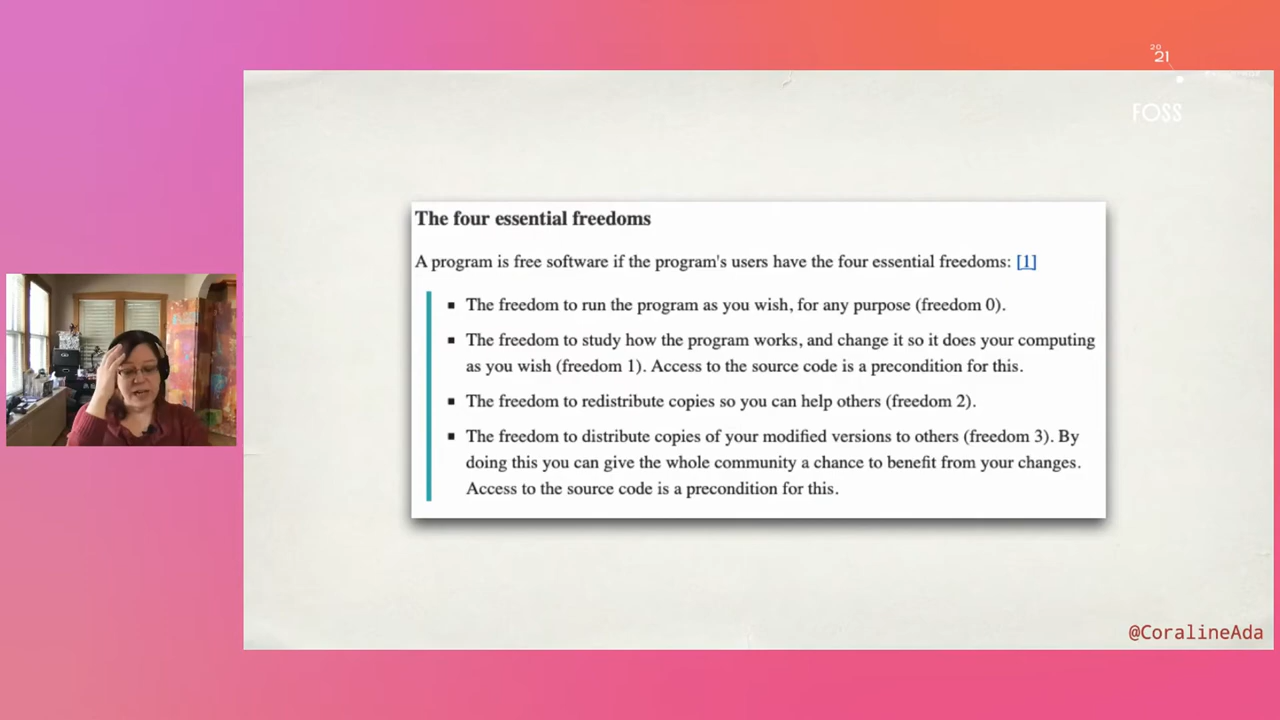 20
21
FOSS
The four essential freedoms
A program is free software if the program's users have the four essential freedoms: [1]
▪ The freedom to run the program as you wish, for any purpose (freedom 0).
▪ The freedom to study how the program works, and change it so it does your computing
as you wish (freedom 1). Access to the source code is a precondition for this.
▪ The freedom to redistribute copies so you can help others (freedom 2).
▪ The freedom to distribute copies of your modified versions to others (freedom 3). By
doing this you can give the whole community a chance to benefit from your changes.
Access to the source code is a precondition for this.
@CoralineAda